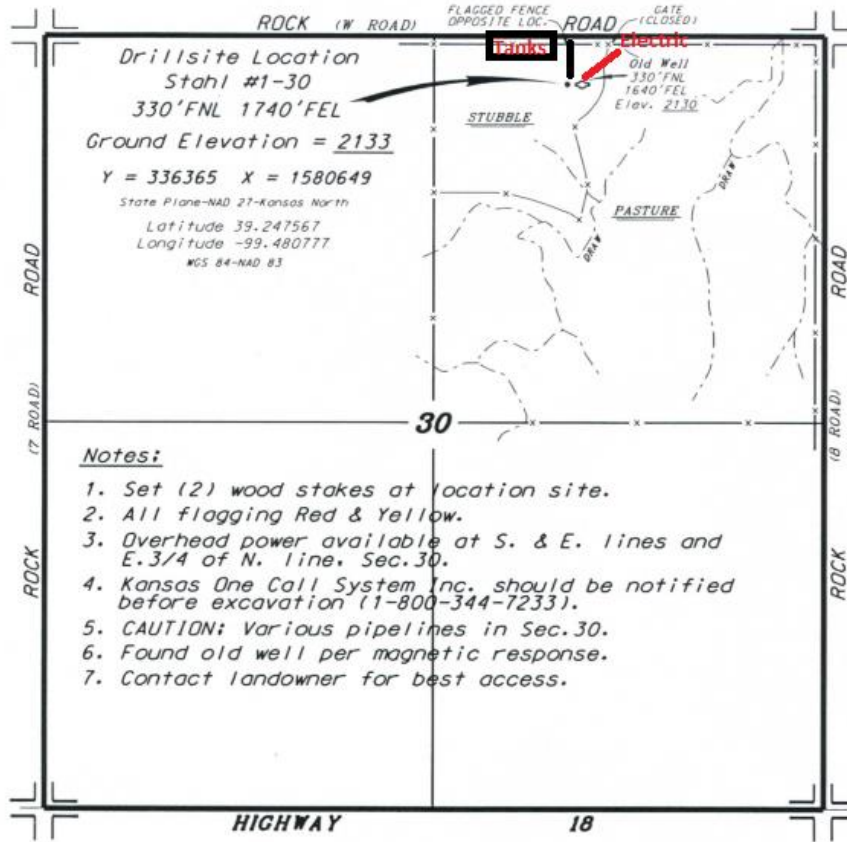 ROCK (W ROAD) ROAD
FLAGGED FENCE
OPPOSITE LOC.
GATE
(CLOSED)
Tanks
Electric
Drillsite Location
Stahl #1-30
330'FNL 1740'FEL
Ground Elevation = 2133
Y = 336365 X = 1580649
State Plane-NAD 27-Kansas North
Latitude 39.247567
Longitude -99.480777
WGS 84-NAD 83
Old Well
330'FNL
1640'FEL
Elev. 2130
STUBBLE
PASTURE
DRAW
DRAW
ROAD
(7 ROAD)
ROCK
ROAD
(8 ROAD)
ROCK
30
Notes:
1. Set (2) wood stakes at location site.
2. All flagging Red & Yellow.
3. Overhead power available at S. & E. lines and
E.3/4 of N. line, Sec.30.
4. Kansas One Call System Inc. should be notified
before excavation (1-800-344-7233).
5. CAUTION: Various pipelines in Sec.30.
6. Found old well per magnetic response.
7. Contact landowner for best access.
HIGHWAY 18